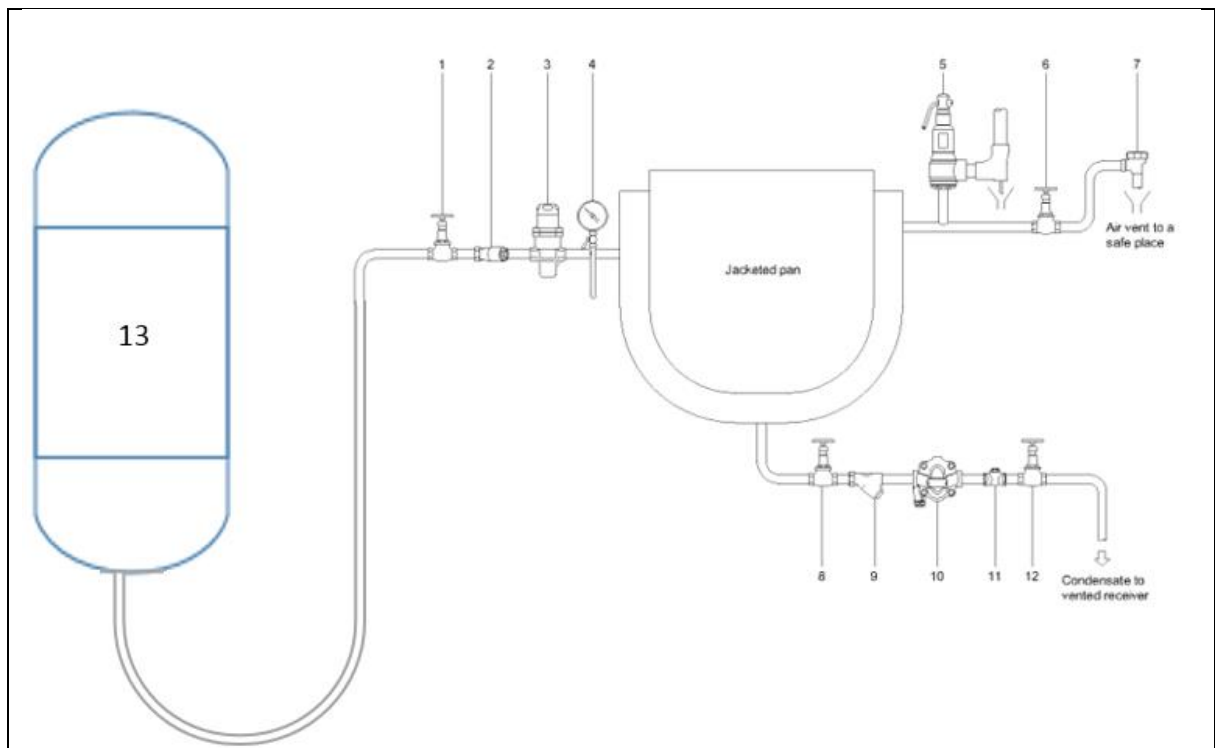 1
2
3
4
5
6
7
Air vent to a
safe place
Jacketed pan
13
8
9
10
11
12
Condensate to
vented receiver